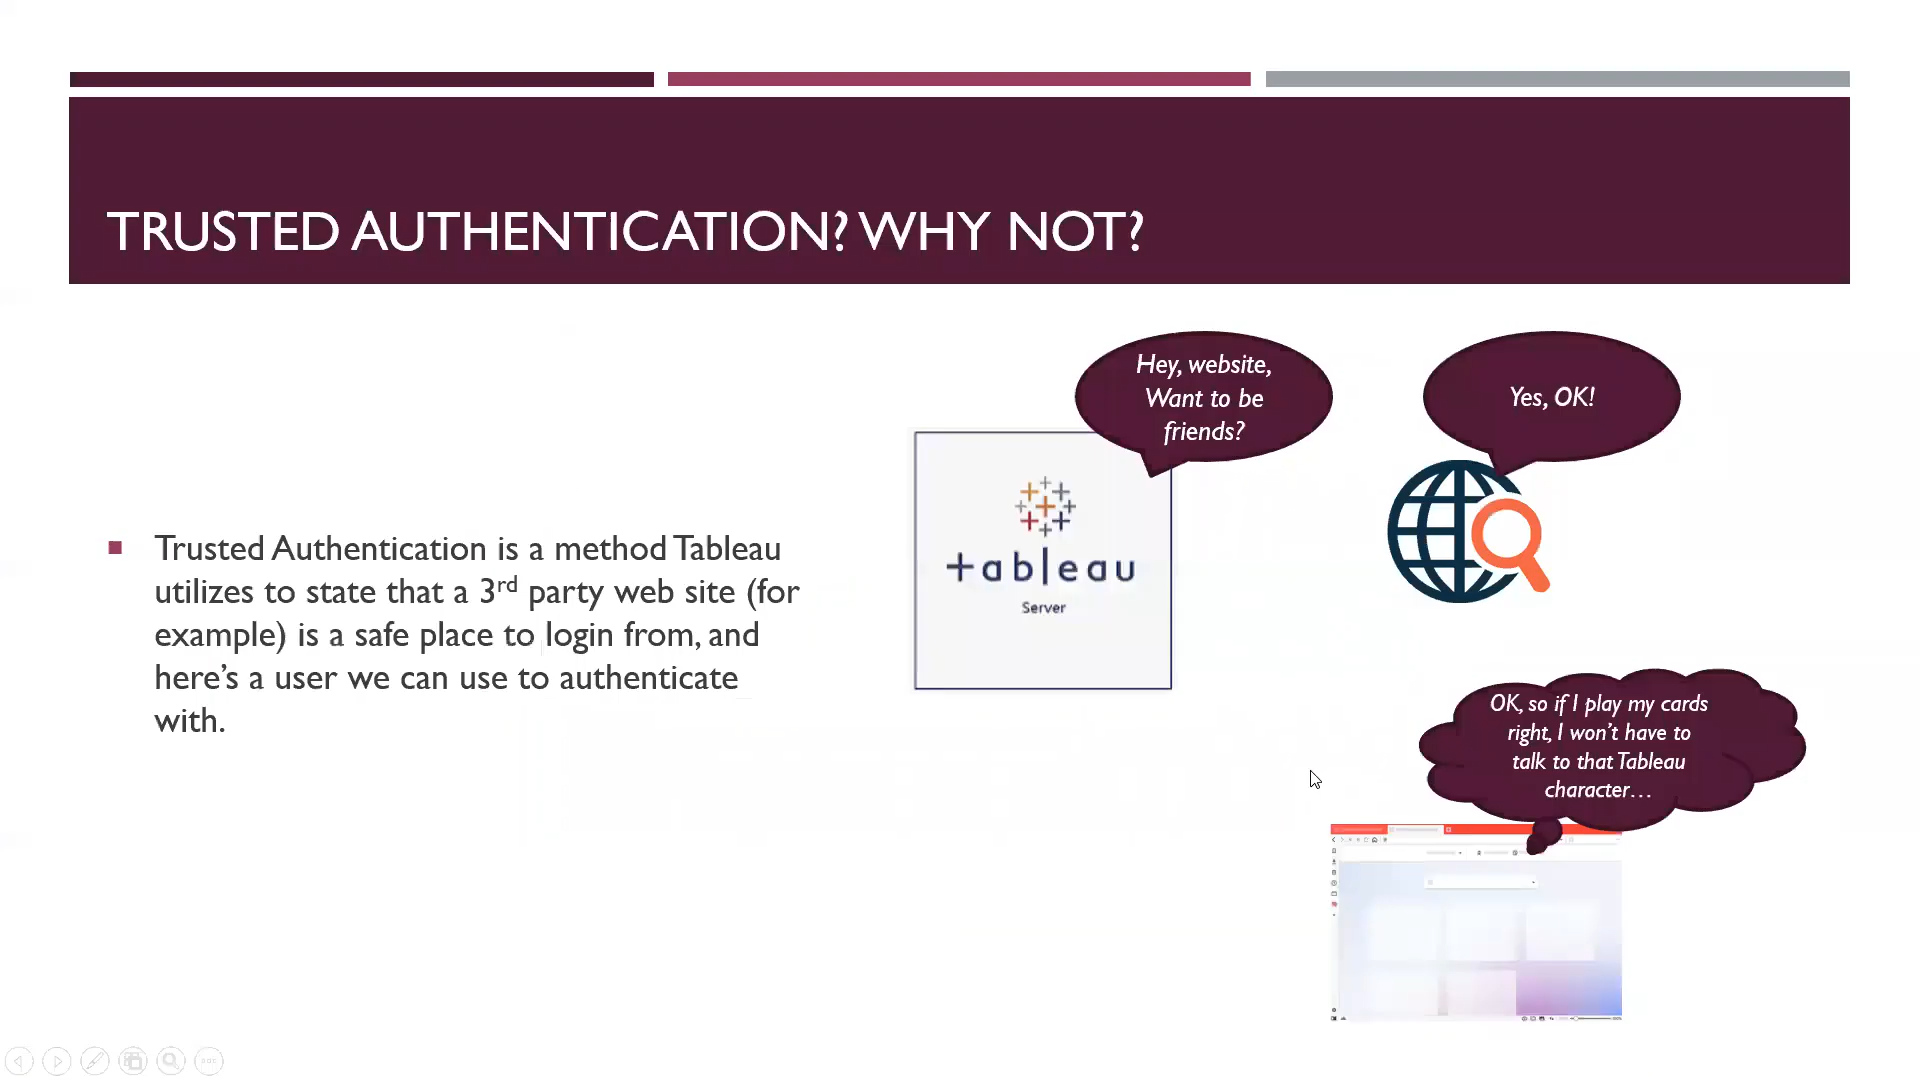 TRUSTED AUTHENTICATION? WHY NOT?
Trusted Authentication is a method Tableau
utilizes to state that a 3rd party web site (for
example) is a safe place to login from, and
here’s a user we can use to authenticate
with.
Hey, website,
Want to be
friends?
Yes, OK!
+ableau
Server
OK, so if I play my cards
right, I won’t have to
talk to that Tableau
character…